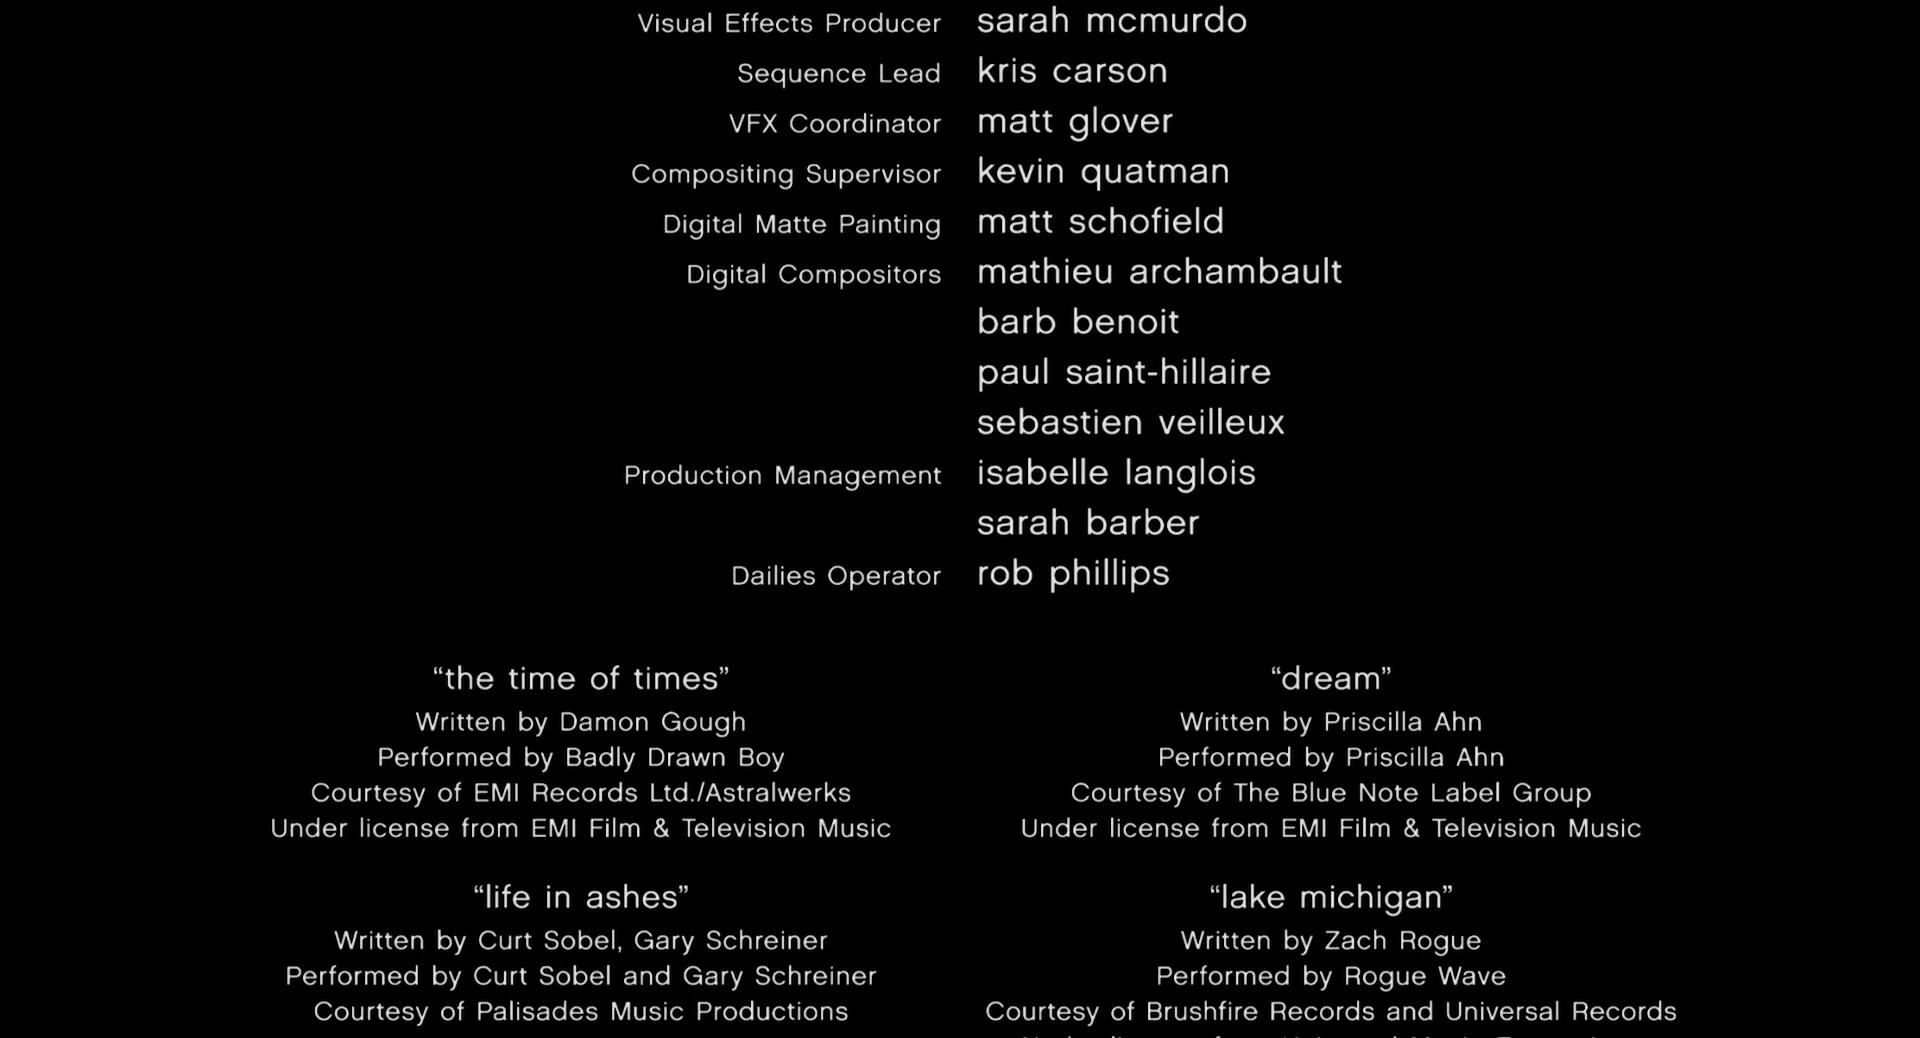 Visual Effects Producer sarah mcmurdo
Sequence Lead kris carson
VFX Coordinator matt glover
Compositing Supervisor kevin quatman
Digital Matte Painting matt schofield
Digital Compositors mathieu archambault
barb benoit
paul saint-hillaire
sebastien veilleux
Production Management isabelle langlois
sarah barber
Dailies Operator rob phillips
“the time of times”
Written by Damon Gough
Performed by Badly Drawn Boy
Courtesy of EMI Records Ltd./Astralwerks
Under license from EMI Film & Television Music
“dream”
Written by Priscilla Ahn
Performed by Priscilla Ahn
Courtesy of The Blue Note Label Group
Under license from EMI Film & Television Music
“life in ashes”
Written by Curt Sobel, Gary Schreiner
Performed by Curt Sobel and Gary Schreiner
Courtesy of Palisades Music Productions
“lake michigan”
Written by Zach Rogue
Performed by Rogue Wave
Courtesy of Brushfire Records and Universal Records